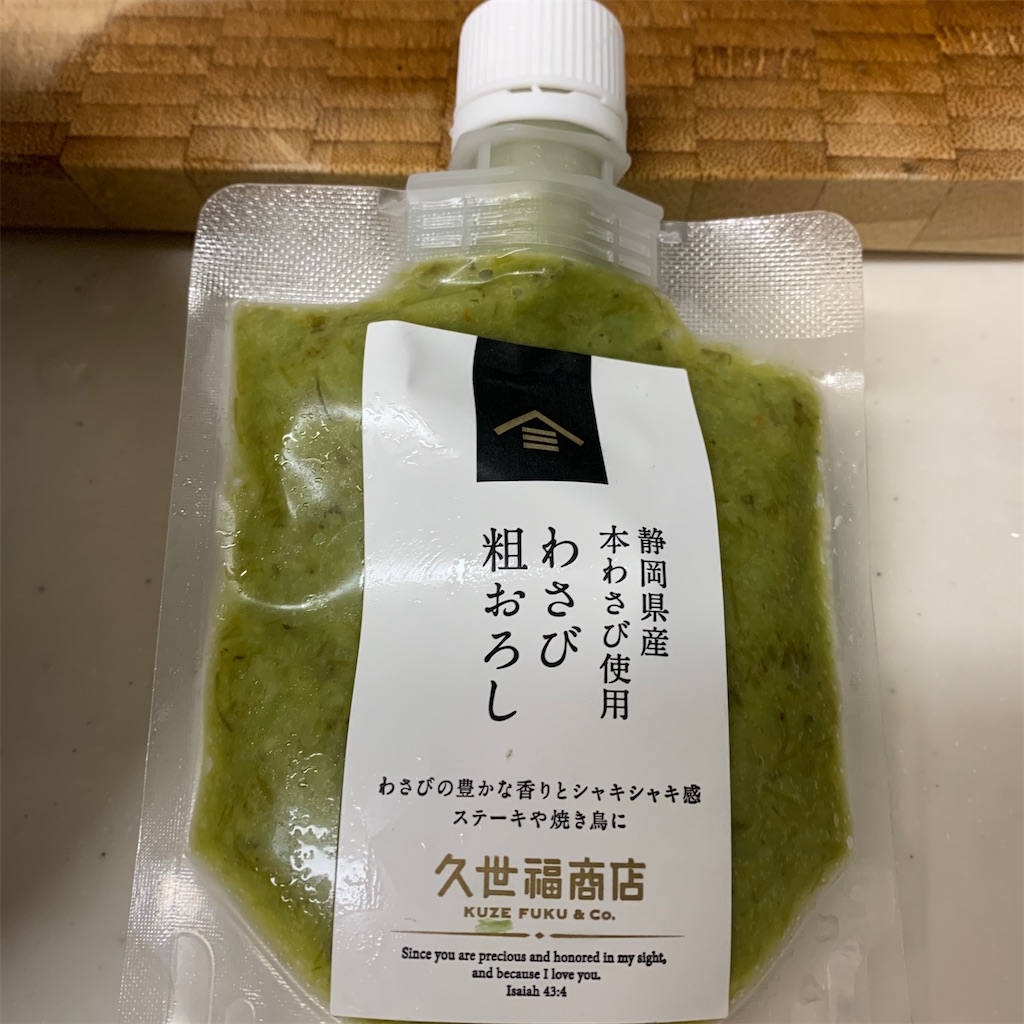 静岡県産
本わさび使用
わさび
粗おろし
わさびの豊かな香りとシャキシャキ感
ステーキや焼き鳥に
久世福商店
KUZE FUKU & Co.
Since you are precious and honored in my sight,
and because I love you.
Isaiah 43:4